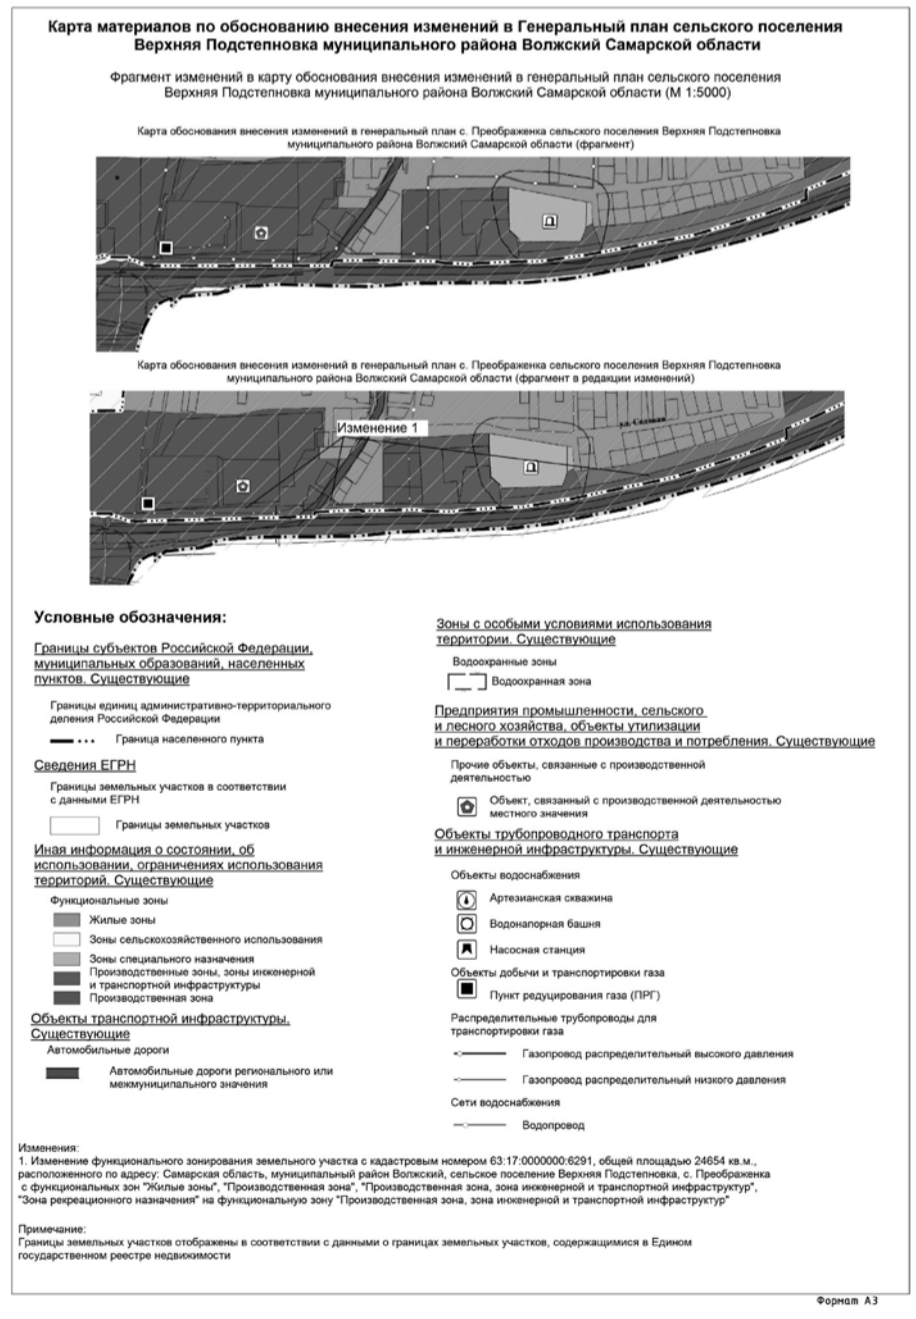 Карта материалов по обоснованию внесения изменений в Генеральный план сельского поселения
Верхняя Подстепновка муниципального района Волжский Самарской области
Фрагмент изменений в карту обоснования внесения изменений в генеральный план сельского поселения
Верхняя Подстепновка муниципального района Волжский Самарской области (М 1:5000)
Карта обоснования внесения изменений в генеральный план с. Преображенка сельского поселения Верхняя Подстепновка
муниципального района Волжский Самарской области (фрагмент)
Карта обоснования внесения изменений в генеральный план с. Преображенка сельского поселения Верхняя Подстепновка
муниципального района Волжский Самарской области (фрагмент в редакции изменений)
Изменение 1
Условные обозначения:
Границы субъектов Российской Федерации,
муниципальных образований, населенных
пунктов. Существующие
Границы единиц административно-территориального
деления Российской Федерации
Граница населенного пункта
Сведения ЕГРН
Границы земельных участков в соответствии
с данными ЕГРН
Границы земельных участков
Иная информация о состоянии, об
использовании, ограничениях использования
территорий. Существующие
Функциональные зоны
Жилые зоны
Зоны сельскохозяйственного использования
Зоны специального назначения
Производственные зоны, зоны инженерной
и транспортной инфраструктуры
Производственная зона
Объекты транспортной инфраструктуры.
Существующие
Автомобильные дороги
Автомобильные дороги регионального или
межмуниципального значения
Зоны с особыми условиями использования
территории. Существующие
Водоохранные зоны
Водоохранная зона
Предприятия промышленности, сельского
и лесного хозяйства, объекты утилизации
и переработки отходов производства и потребления. Существующие
Прочие объекты, связанные с производственной
деятельностью
Объект, связанный с производственной деятельностью
местного значения
Объекты трубопроводного транспорта
и инженерной инфраструктуры. Существующие
Объекты водоснабжения
Артезианская скважина
Водонапорная башня
Насосная станция
Объекты добычи и транспортировки газа
Пункт редуцирования газа (ПРГ)
Распределительные трубопроводы для
транспортировки газа
Газопровод распределительный высокого давления
Газопровод распределительный низкого давления
Сети водоснабжения
Водопровод
Изменения:
1. Изменение функционального зонирования земельного участка с кадастровым номером 63:17:0000000:6291, общей площадью 24654 кв.м.,
расположенного по адресу: Самарская область, муниципальный район Волжский, сельское поселение Верхняя Подстепновка, с. Преображенка
с функциональных зон "Жилые зоны", "Производственная зона", "Производственная зона, зона инженерной и транспортной инфраструктур",
"Зона рекреационного назначения" на функциональную зону "Производственная зона, зона инженерной и транспортной инфраструктур"
Примечание:
Границы земельных участков отображены в соответствии с данными о границах земельных участков, содержащимися в Едином
государственном реестре недвижимости
Формат А3